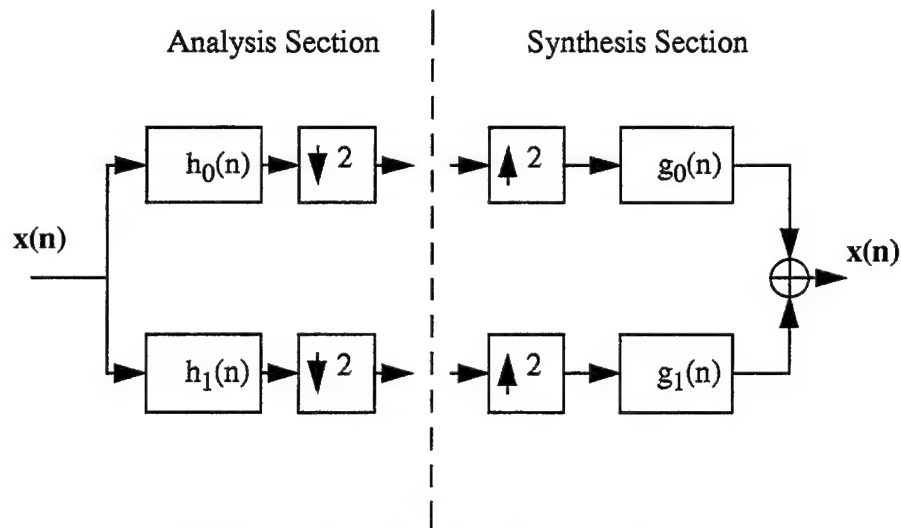 Analysis Section
Synthesis Section
h0(n)
2
2
g0(n)
x(n)
x(n)
h1(n)
2
2
g1(n)